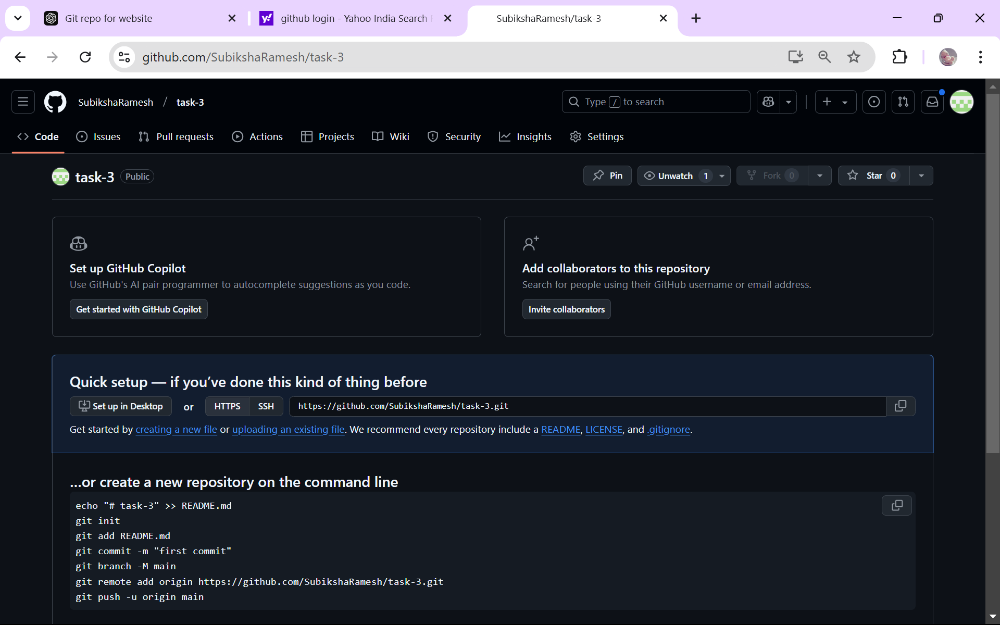 Git repo for website
github login - Yahoo India Search
SubikshaRamesh/task-3
github.com/SubikshaRamesh/task-3
SubikshaRamesh / task-3
Type / to search
Code
Issues
Pull requests
Actions
Projects
Wiki
Security
Insights
Settings
task-3 Public
Pin
Unwatch 1
Fork 0
Star 0
Set up GitHub Copilot
Use GitHub's AI pair programmer to autocomplete suggestions as you code.
Get started with GitHub Copilot
Add collaborators to this repository
Search for people using their GitHub username or email address.
Invite collaborators
Quick setup — if you’ve done this kind of thing before
Set up in Desktop or HTTPS SSH https://github.com/SubikshaRamesh/task-3.git
Get started by creating a new file or uploading an existing file. We recommend every repository include a README, LICENSE, and .gitignore.
…or create a new repository on the command line
echo "# task-3" >> README.md
git init
git add README.md
git commit -m "first commit"
git branch -M main
git remote add origin https://github.com/SubikshaRamesh/task-3.git
git push -u origin main